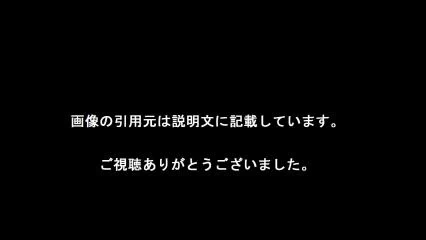 画像の引用元は説明文に記載しています。
ご視聴ありがとうございました。